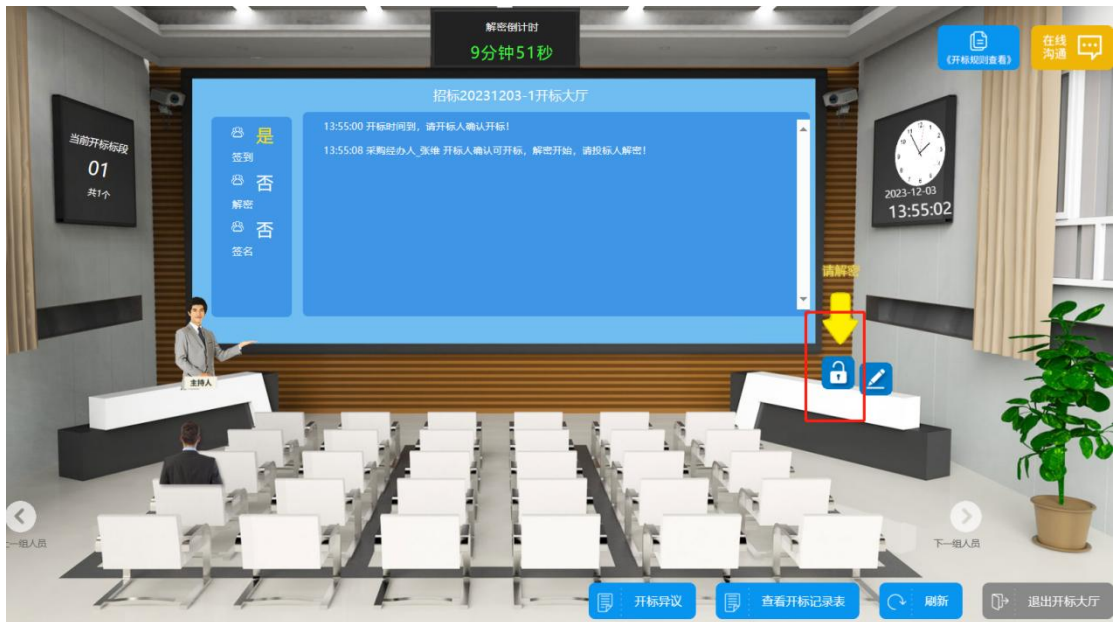 解密倒计时
9分钟51秒
《开标规则查看》
在线
沟通
招标20231203-1开标大厅
当前开标标段
01
共1个
是
签到
否
解密
否
签名
13:55:00 开标时间到，请开标人确认开标！
13:55:08 采购经办人_张维 开标人确认可开标，解密开始，请投标人解密！
2023-12-03
13:55:02
请解密
主持人
上一组人员
下一组人员
开标异议
查看开标记录表
刷新
退出开标大厅